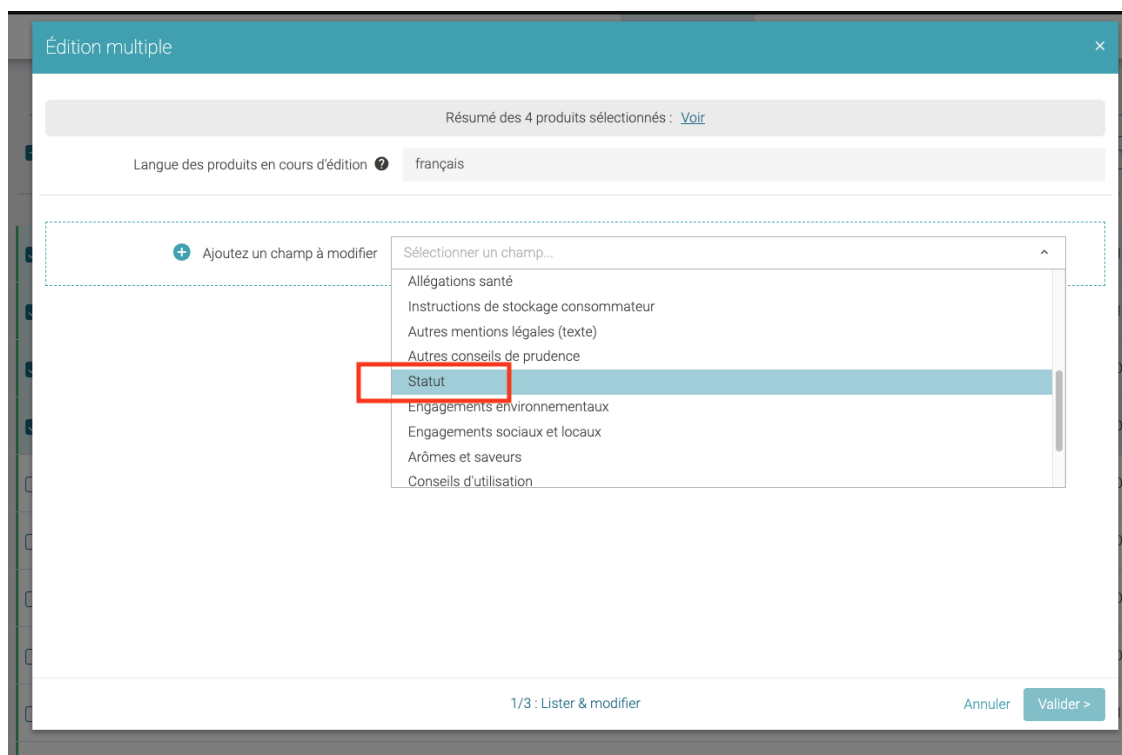 Édition multiple ×
Résumé des 4 produits sélectionnés : Voir
Langue des produits en cours d'édition ? français
Ajoutez un champ à modifier Sélectionner un champ...
Allégations santé
Instructions de stockage consommateur
Autres mentions légales (texte)
Autres conseils de prudence
Statut
Engagements environnementaux
Engagements sociaux et locaux
Arômes et saveurs
Conseils d'utilisation
1/3 : Lister & modifier Annuler Valider >